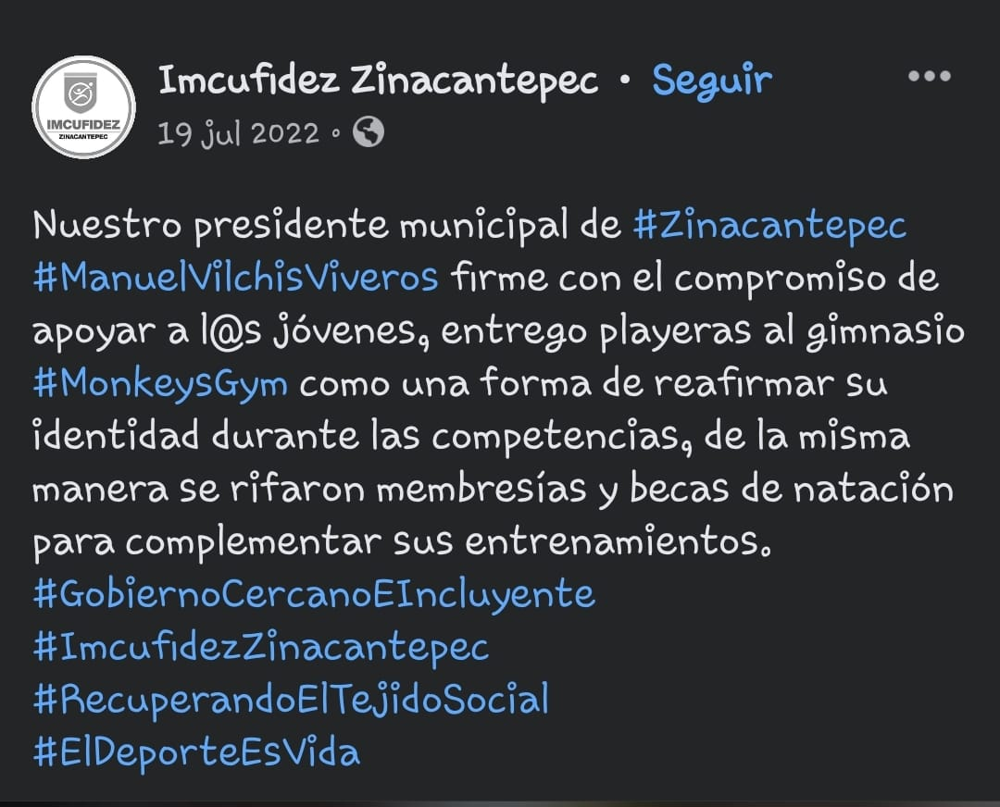 Imcufidez Zinacantepec • Seguir
19 jul 2022 •
IMCUFIDEZ
ZINACANTEPEC
Nuestro presidente municipal de #Zinacantepec
#ManuelVilchisViveros firme con el compromiso de
apoyar a l@s jóvenes, entrego playeras al gimnasio
#MonkeysGym como una forma de reafirmar su
identidad durante las competencias, de la misma
manera se rifaron membresías y becas de natación
para complementar sus entrenamientos.
#GobiernoCercanoEIncluyente
#ImcufidezZinacantepec
#RecuperandoElTejidoSocial
#ElDeporteEsVida